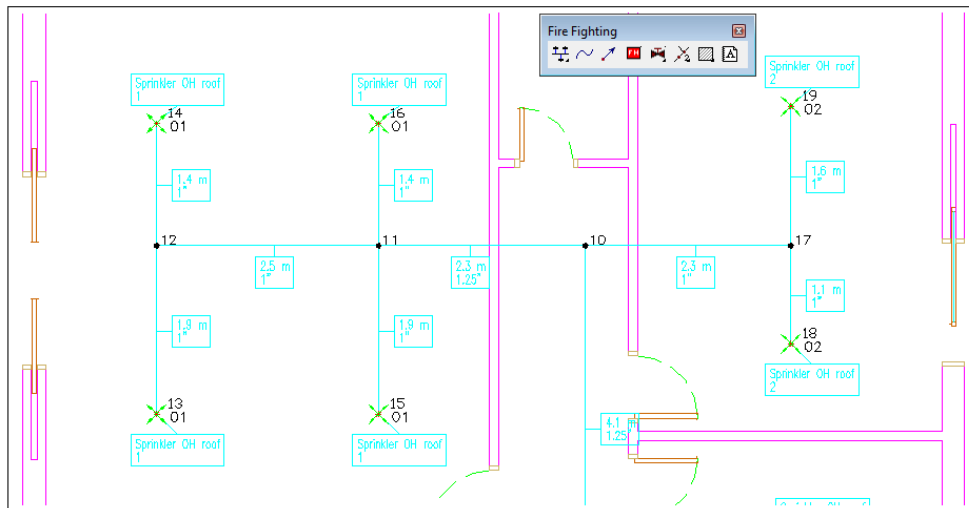 Fire Fighting
FH
A
Sprinkler OH roof
1
Sprinkler OH roof
1
Sprinkler OH roof
2
14
01
16
01
19
02
1.4 m
1"
1.4 m
1"
1.6 m
1"
12
11
10
17
2.5 m
1"
2.3 m
1.25"
2.3 m
1"
1.9 m
1"
1.9 m
1"
1.1 m
1"
18
02
Sprinkler OH roof
2
13
01
15
01
4.1 m
1.25"
Sprinkler OH roof
1
Sprinkler OH roof
1